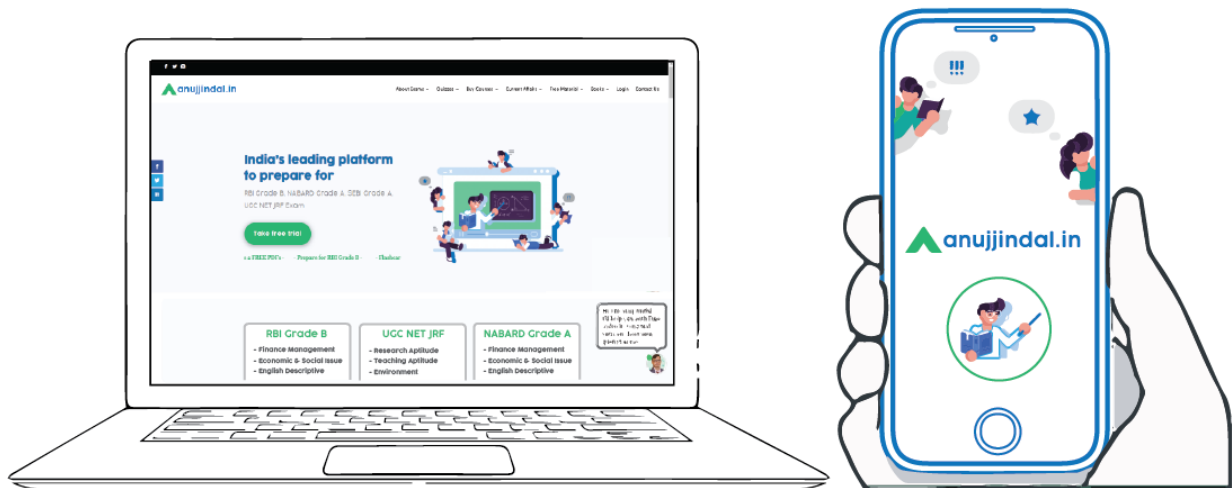 anujjindal.in
About Exams Quizzes Buy Courses Current Affairs Free Material Books Login Contact Us
India's leading platform
to prepare for
RBI Grade B, NABARD Grade A, SEBI Grade A,
UGC NET JRF Exam
Take free trial
FREE PDFs - Prepare for RBI Grade B -
RBI Grade B
- Finance Management
- Economic & Social Issue
- English Descriptive
UGC NET JRF
- Research Aptitude
- Teaching Aptitude
- Environment
NABARD Grade A
- Finance Management
- Economic & Social Issue
- English Descriptive
!!!
anujjindal.in